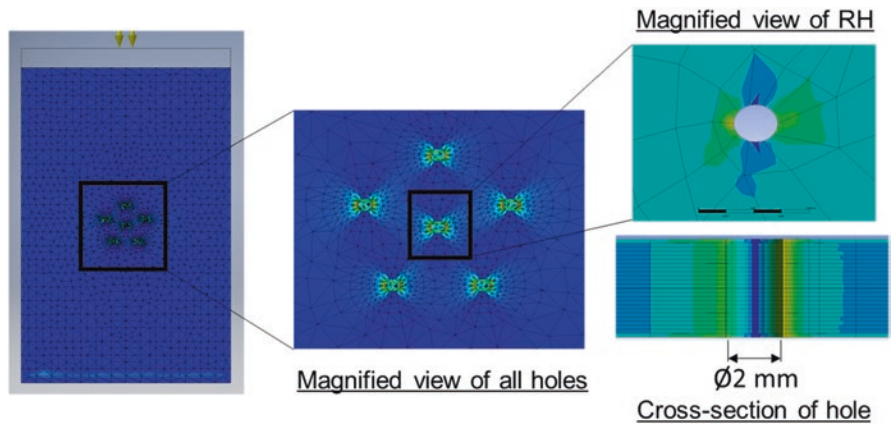 Magnified view of RH
Magnified view of all holes
Ø2 mm
Cross-section of hole